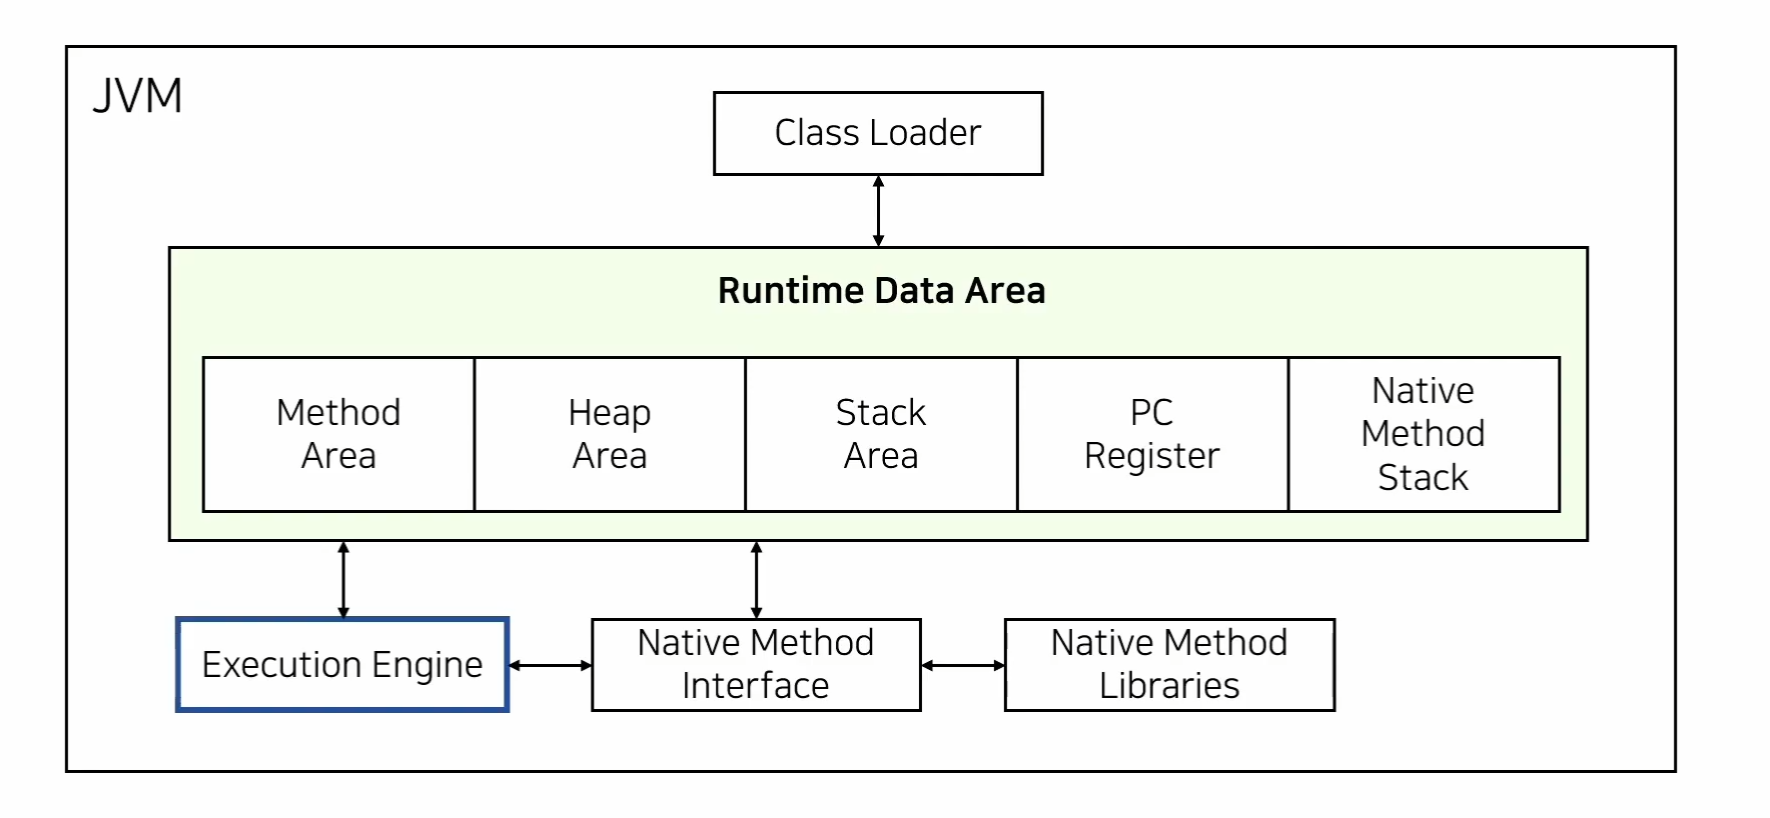 JVM
Class Loader
Runtime Data Area
Method
Area
Heap
Area
Stack
Area
PC
Register
Native
Method
Stack
Execution Engine
Native Method
Interface
Native Method
Libraries